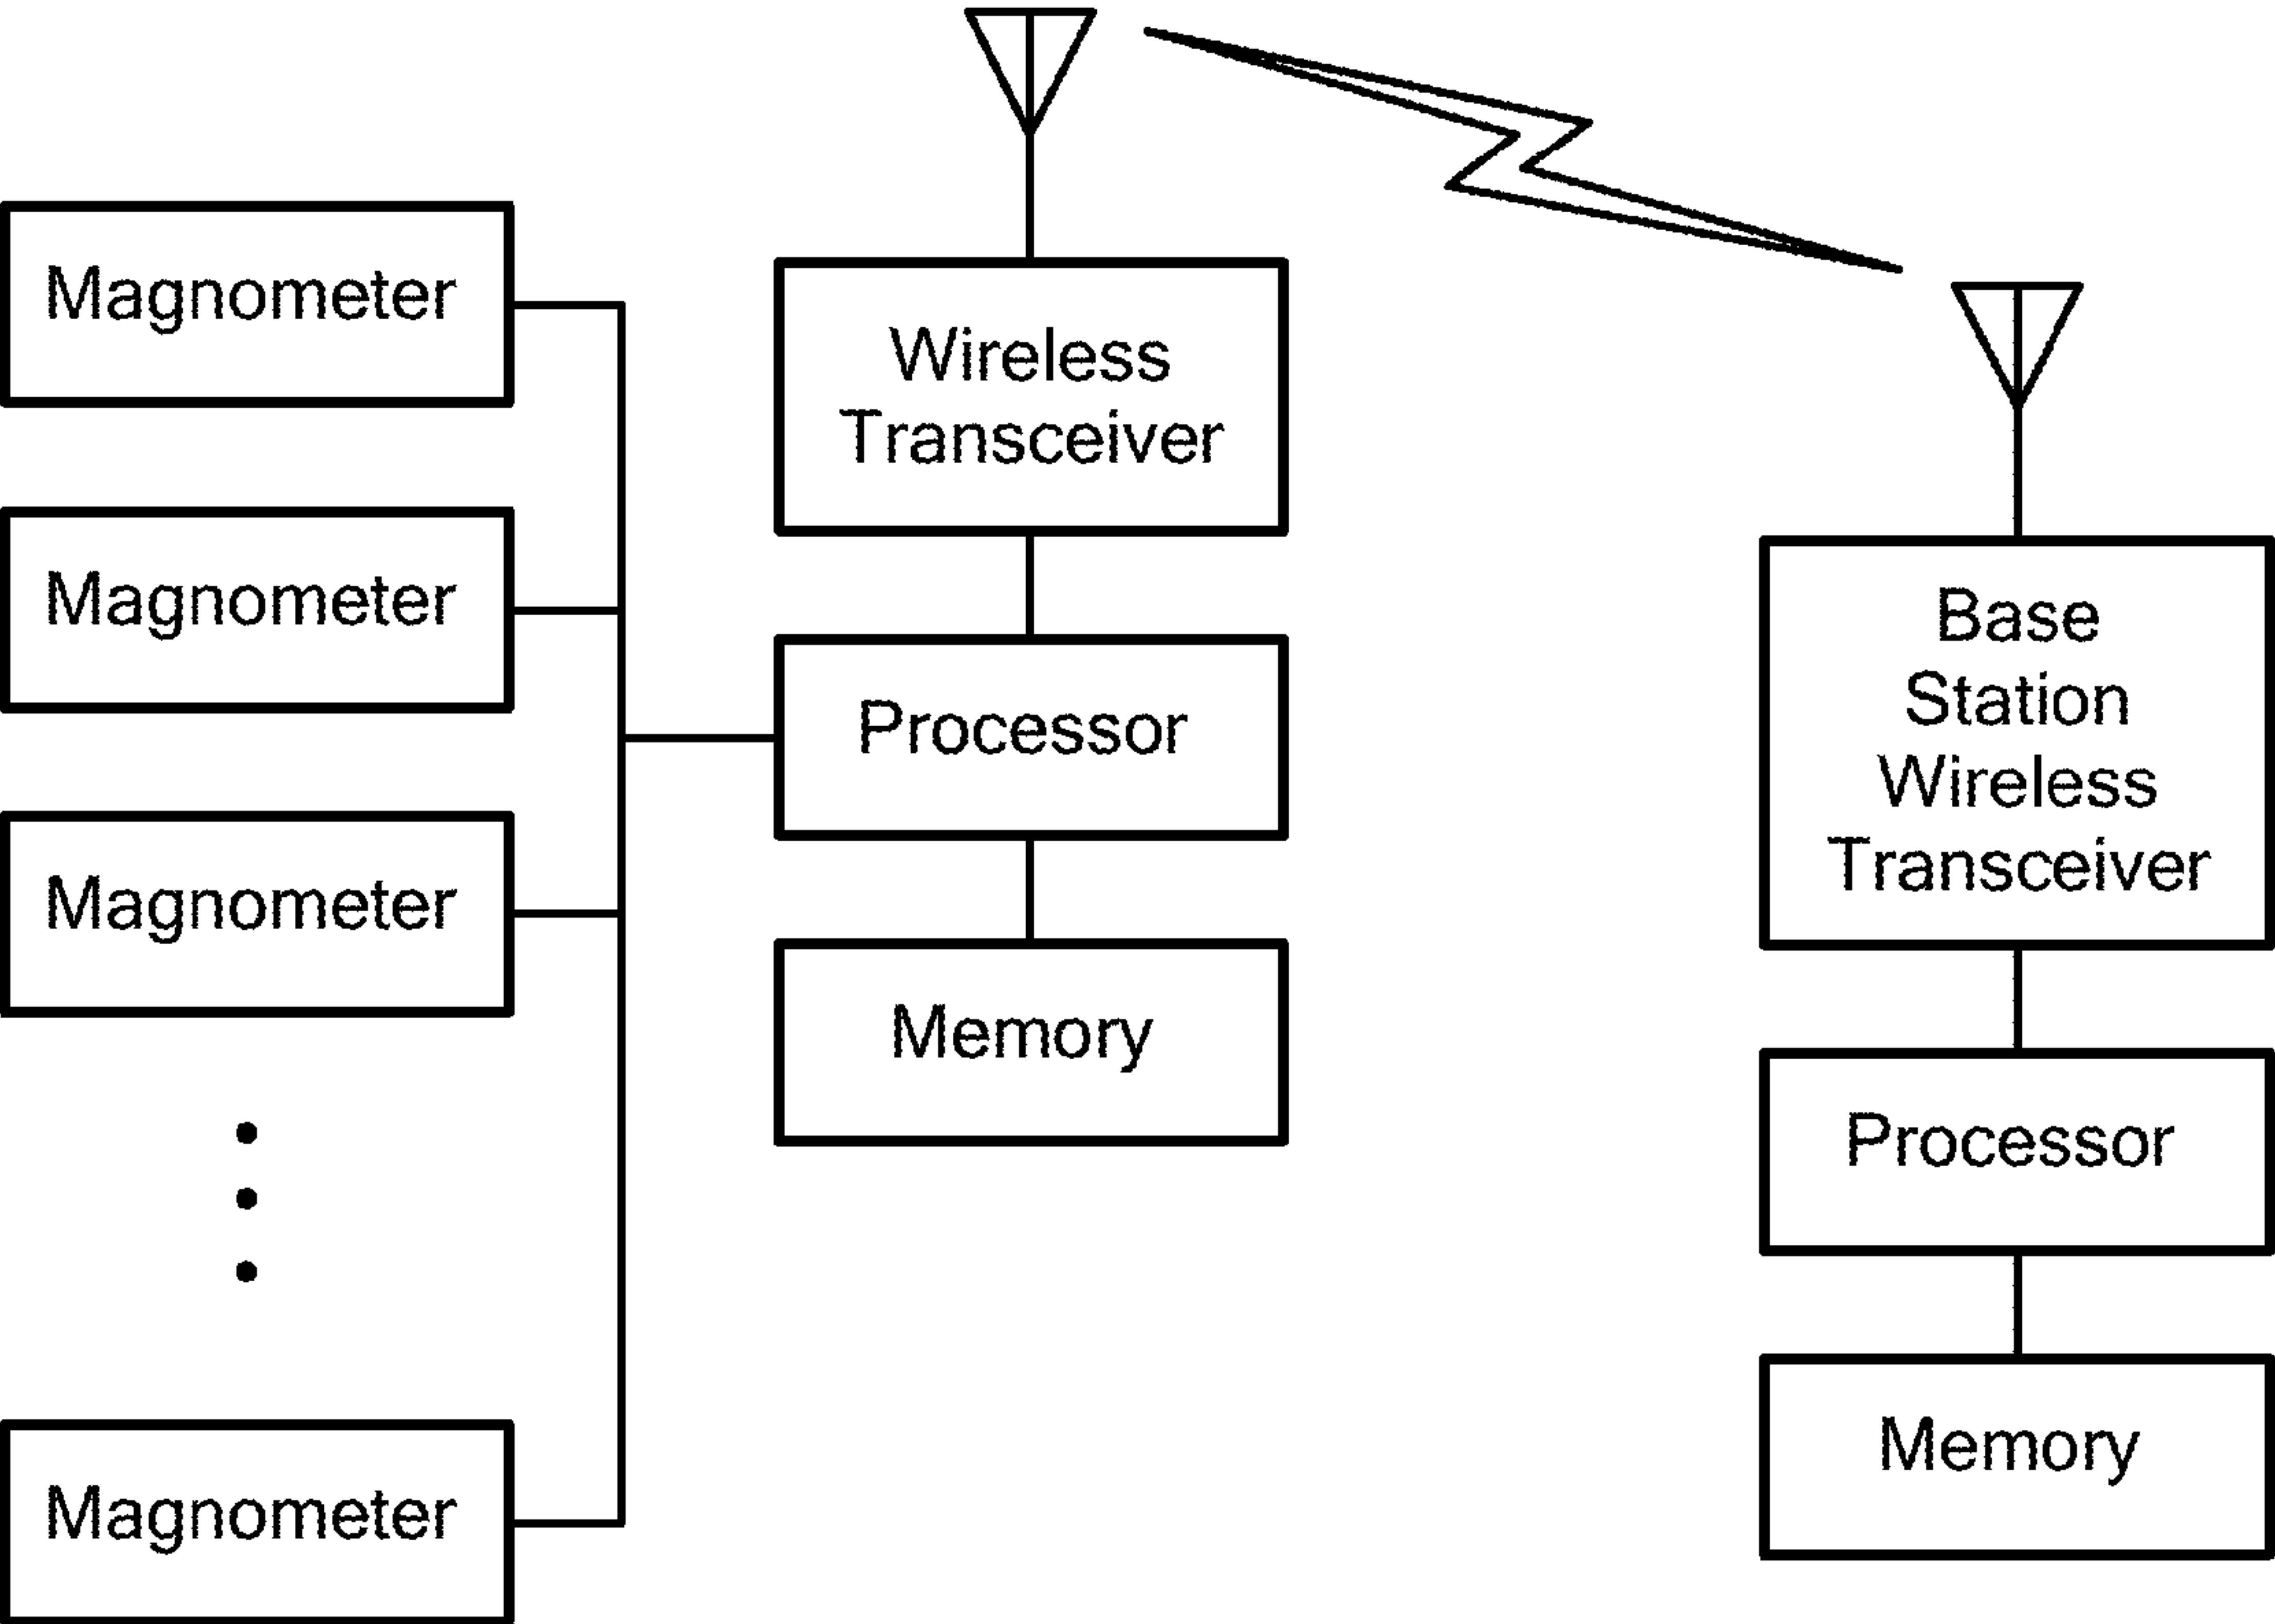 Magnometer
Magnometer
Magnometer
Magnometer
Wireless
Transceiver
Processor
Memory
Base
Station
Wireless
Transceiver
Processor
Memory